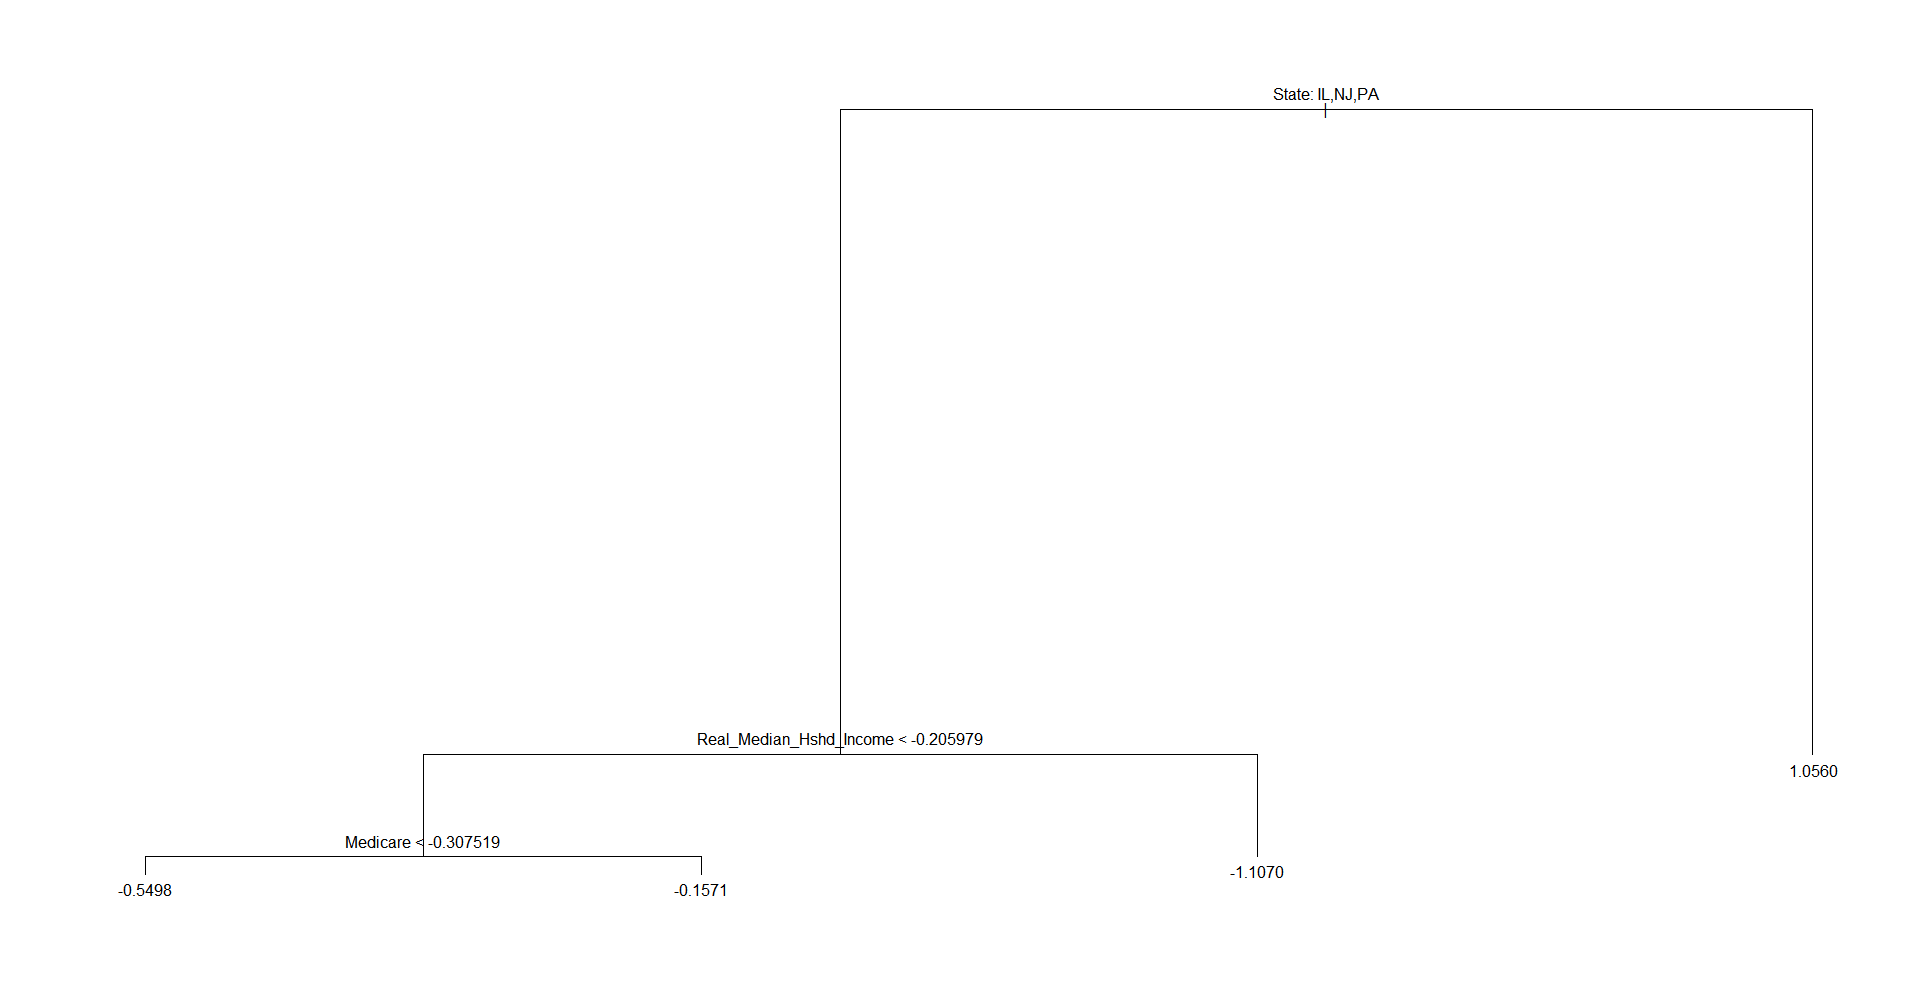 State: IL,NJ,PA
Real_Median_Hshd_Income < -0.205979
1.0560
Medicare < -0.307519
-1.1070
-0.5498
-0.1571